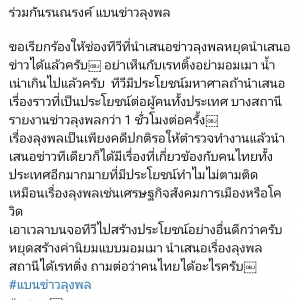 ร่วมกันรณณรงค์ แบนข่าวลุงพล
ขอเรียกร้องให้ช่องทีวีที่นำเสนอข่าวลุงพลหยุดนำเสนอ
ข่าวได้แล้วครับ￼ อย่าเห็นกับเรทติ้งอย่ามอมเมา น้ำ
เน่าเกินไปแล้วครับ ทีวีมีประโยชน์มหาศาลถ้านำเสนอ
เรื่องราวที่เป็นประโยชน์ต่อผู้คนทั้งประเทศ บางสถานี
รายงานข่าวลุงพลกว่า 1 ชั่วโมงต่อครั้ง￼
เรื่องลุงพลเป็นเพียงคดีปกติรอให้ตำรวจทำงานแล้วนำ
เสนอข่าวทีเดียวก็ได้มีเรื่องที่เกี่ยวข้องกับคนไทยทั้ง
ประเทศอีกมากมายที่มีประโยชน์ทำไมไม่ตามติด
เหมือนเรื่องลุงพลเช่นเศรษฐกิจสังคมการเมืองหรือโค
วิด
เอาเวลาบนจอทีวีไปสร้างประโยชน์อย่างอื่นดีกว่าครับ
หยุดสร้างค่านิยมแบบมอมเมา นำเสนอเรื่องลุงพล
สถานีได้เรทติ่ง ถามต่อว่าคนไทยได้อะไรครับ￼
#แบนข่าวลุงพล